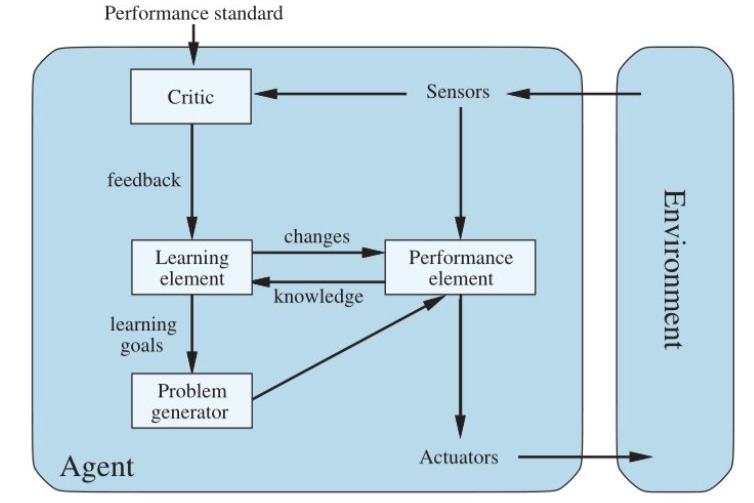 Performance standard
Critic
Sensors
feedback
Learning
element
changes
Performance
element
knowledge
learning
goals
Problem
generator
Agent
Actuators
Environment